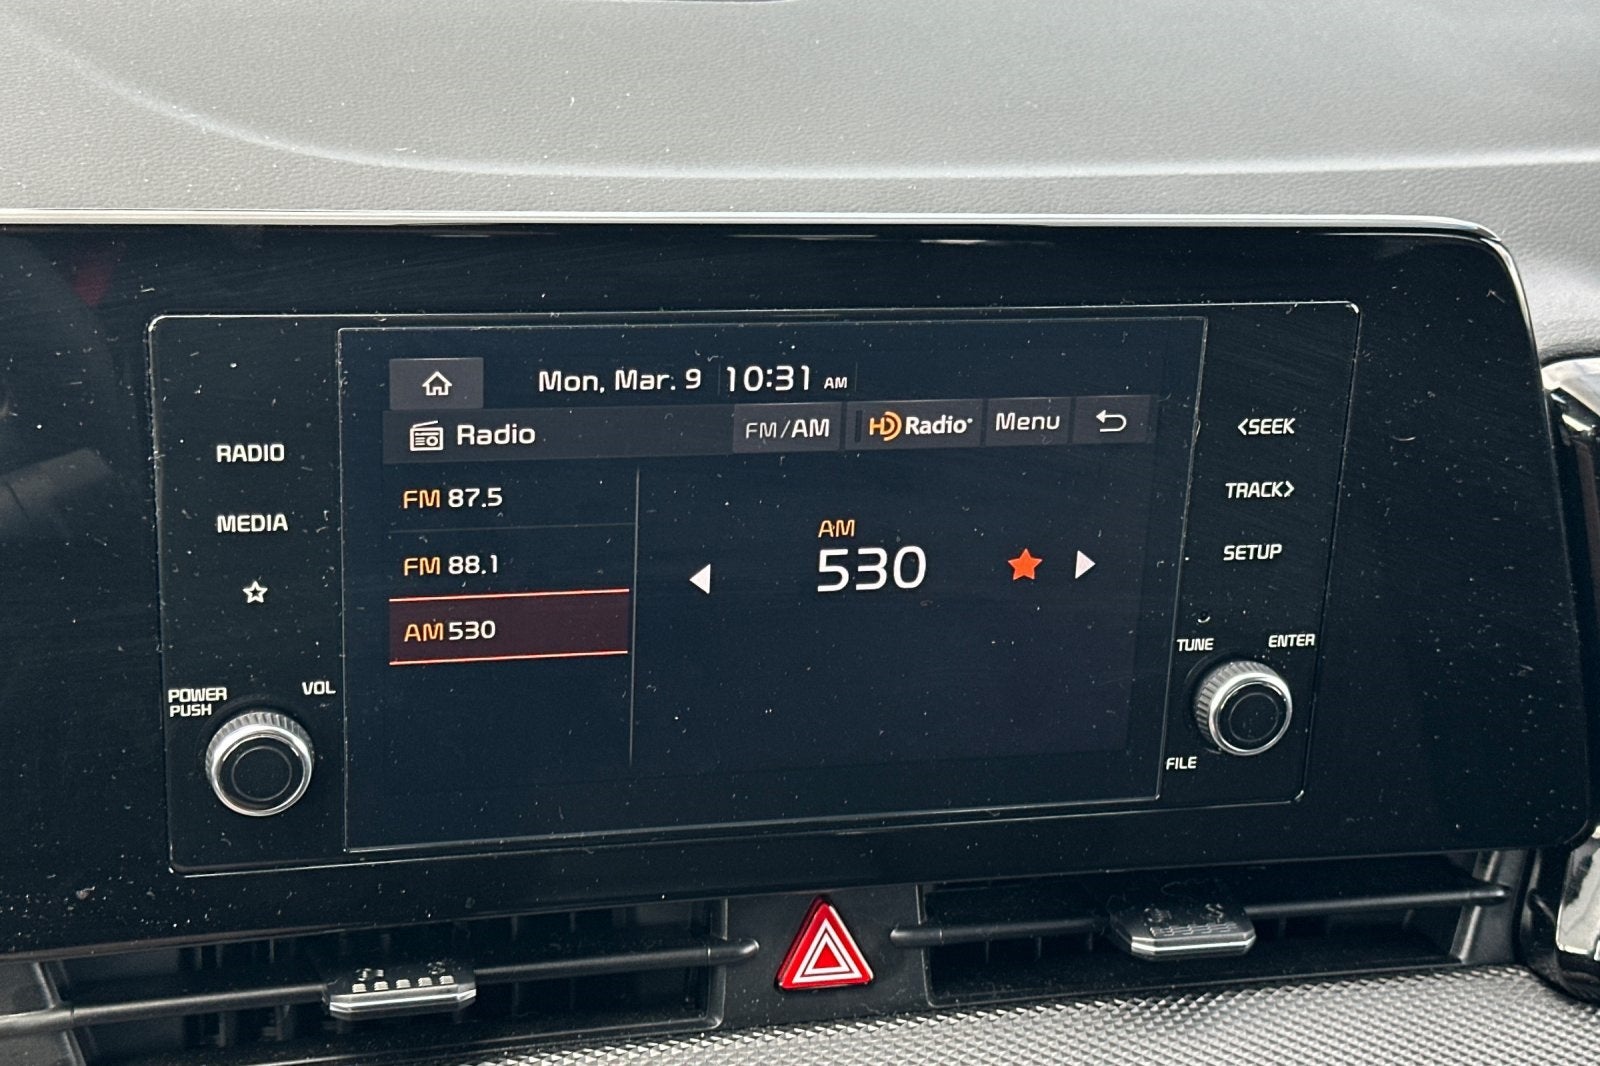 Mon, Mar. 9 10:31 AM
Radio FM/AM HD Radio Menu
FM 87.5
FM 88.1
AM 530
AM
530
RADIO
MEDIA
POWER PUSH
VOL
<SEEK
TRACK>
SETUP
TUNE
ENTER
FILE